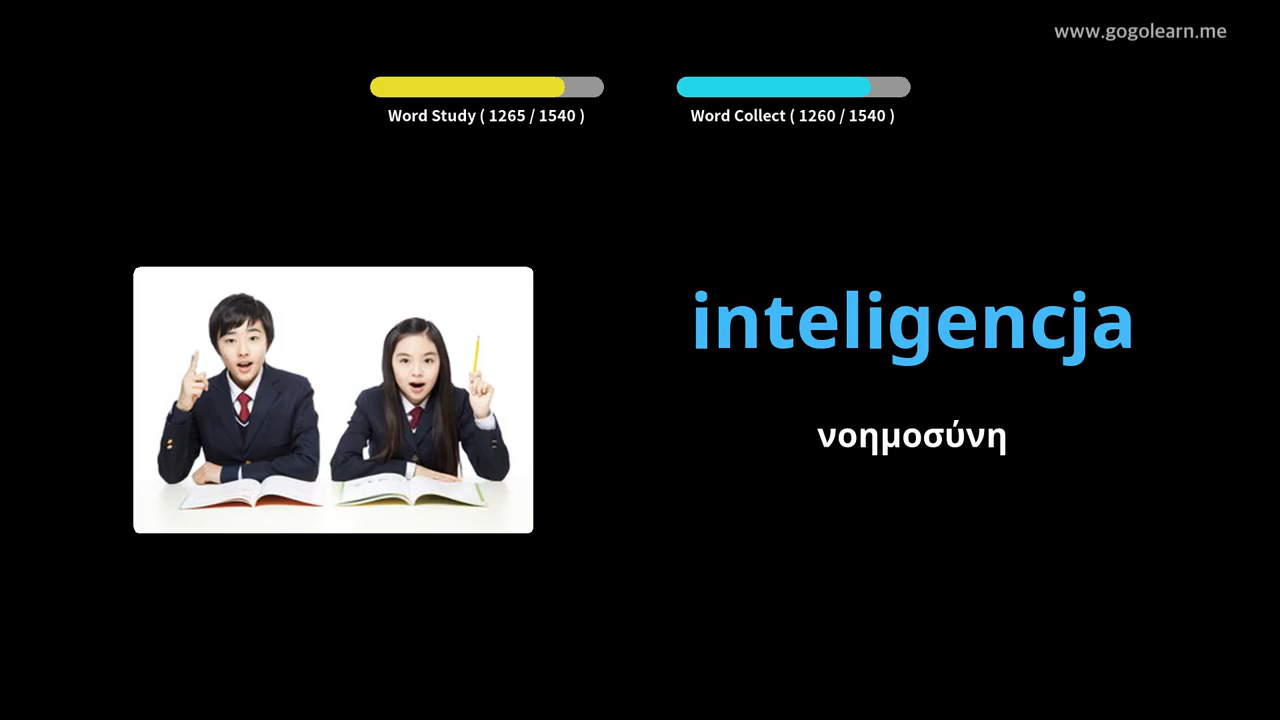 www.gogolearn.me
Word Study ( 1265 / 1540 )
Word Collect ( 1260 / 1540 )
inteligencja
νοημοσύνη